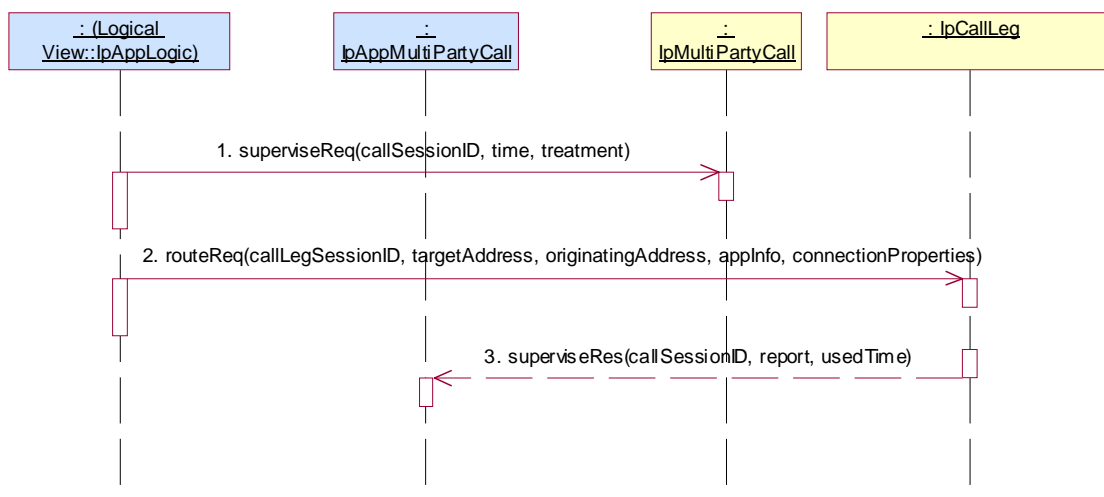 : (Logical
View::IpAppLogic)
:
IpAppMultiPartyCall
:
IpMultiPartyCall
: IpCallLeg
1. superviseReq(callSessionID, time, treatment)
2. routeReq(callLegSessionID, targetAddress, originatingAddress, appInfo, connectionProperties)
3. superviseRes(callSessionID, report, usedTime)